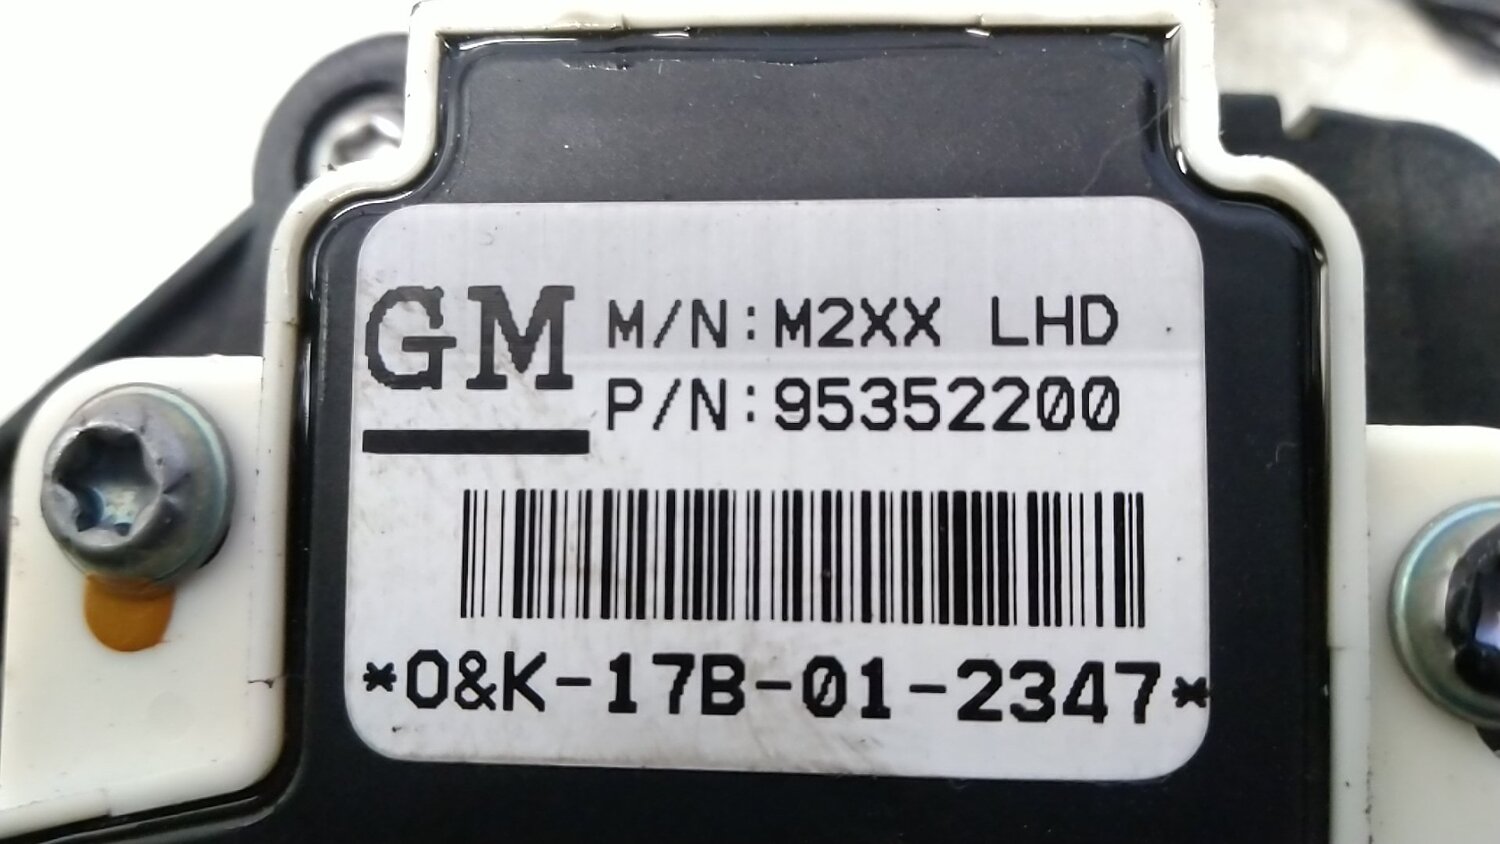 GM
M/N:M2XX LHD
P/N:95352200
*O&K-17B-01-2347*